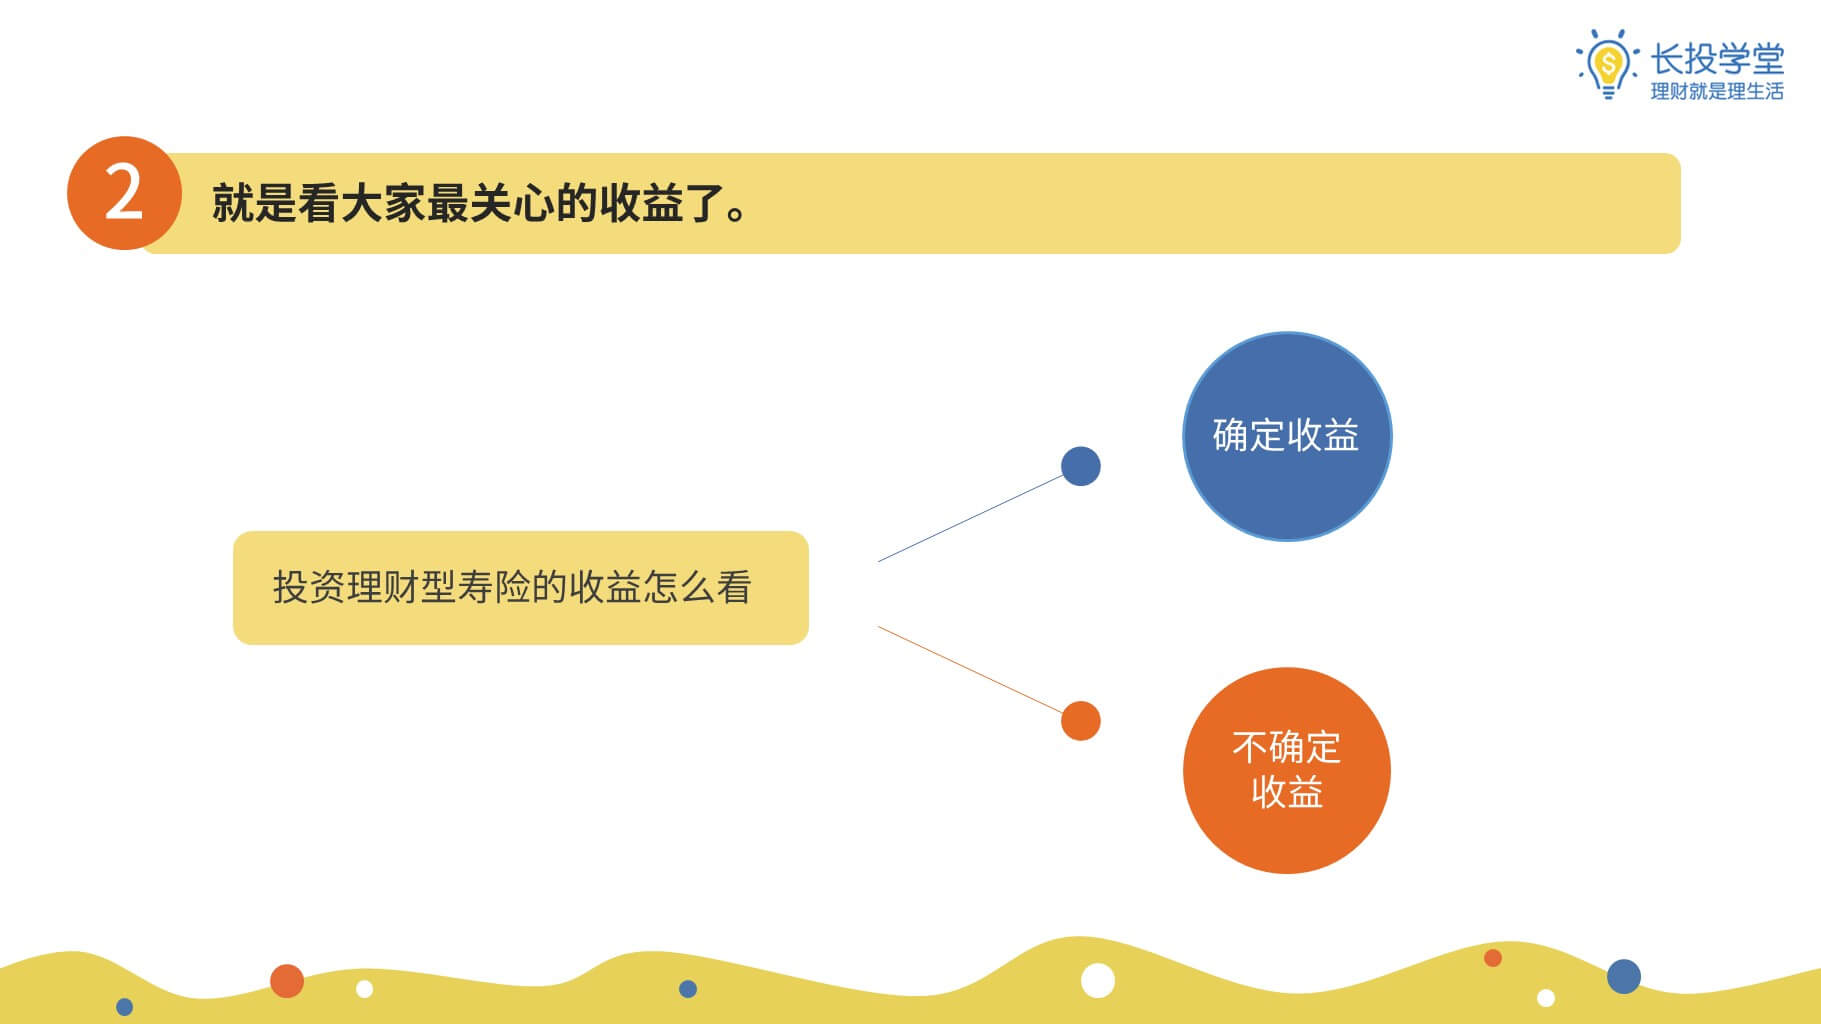 长投学堂
理财就是理生活
2
就是看大家最关心的收益了。
确定收益
投资理财型寿险的收益怎么看
不确定
收益